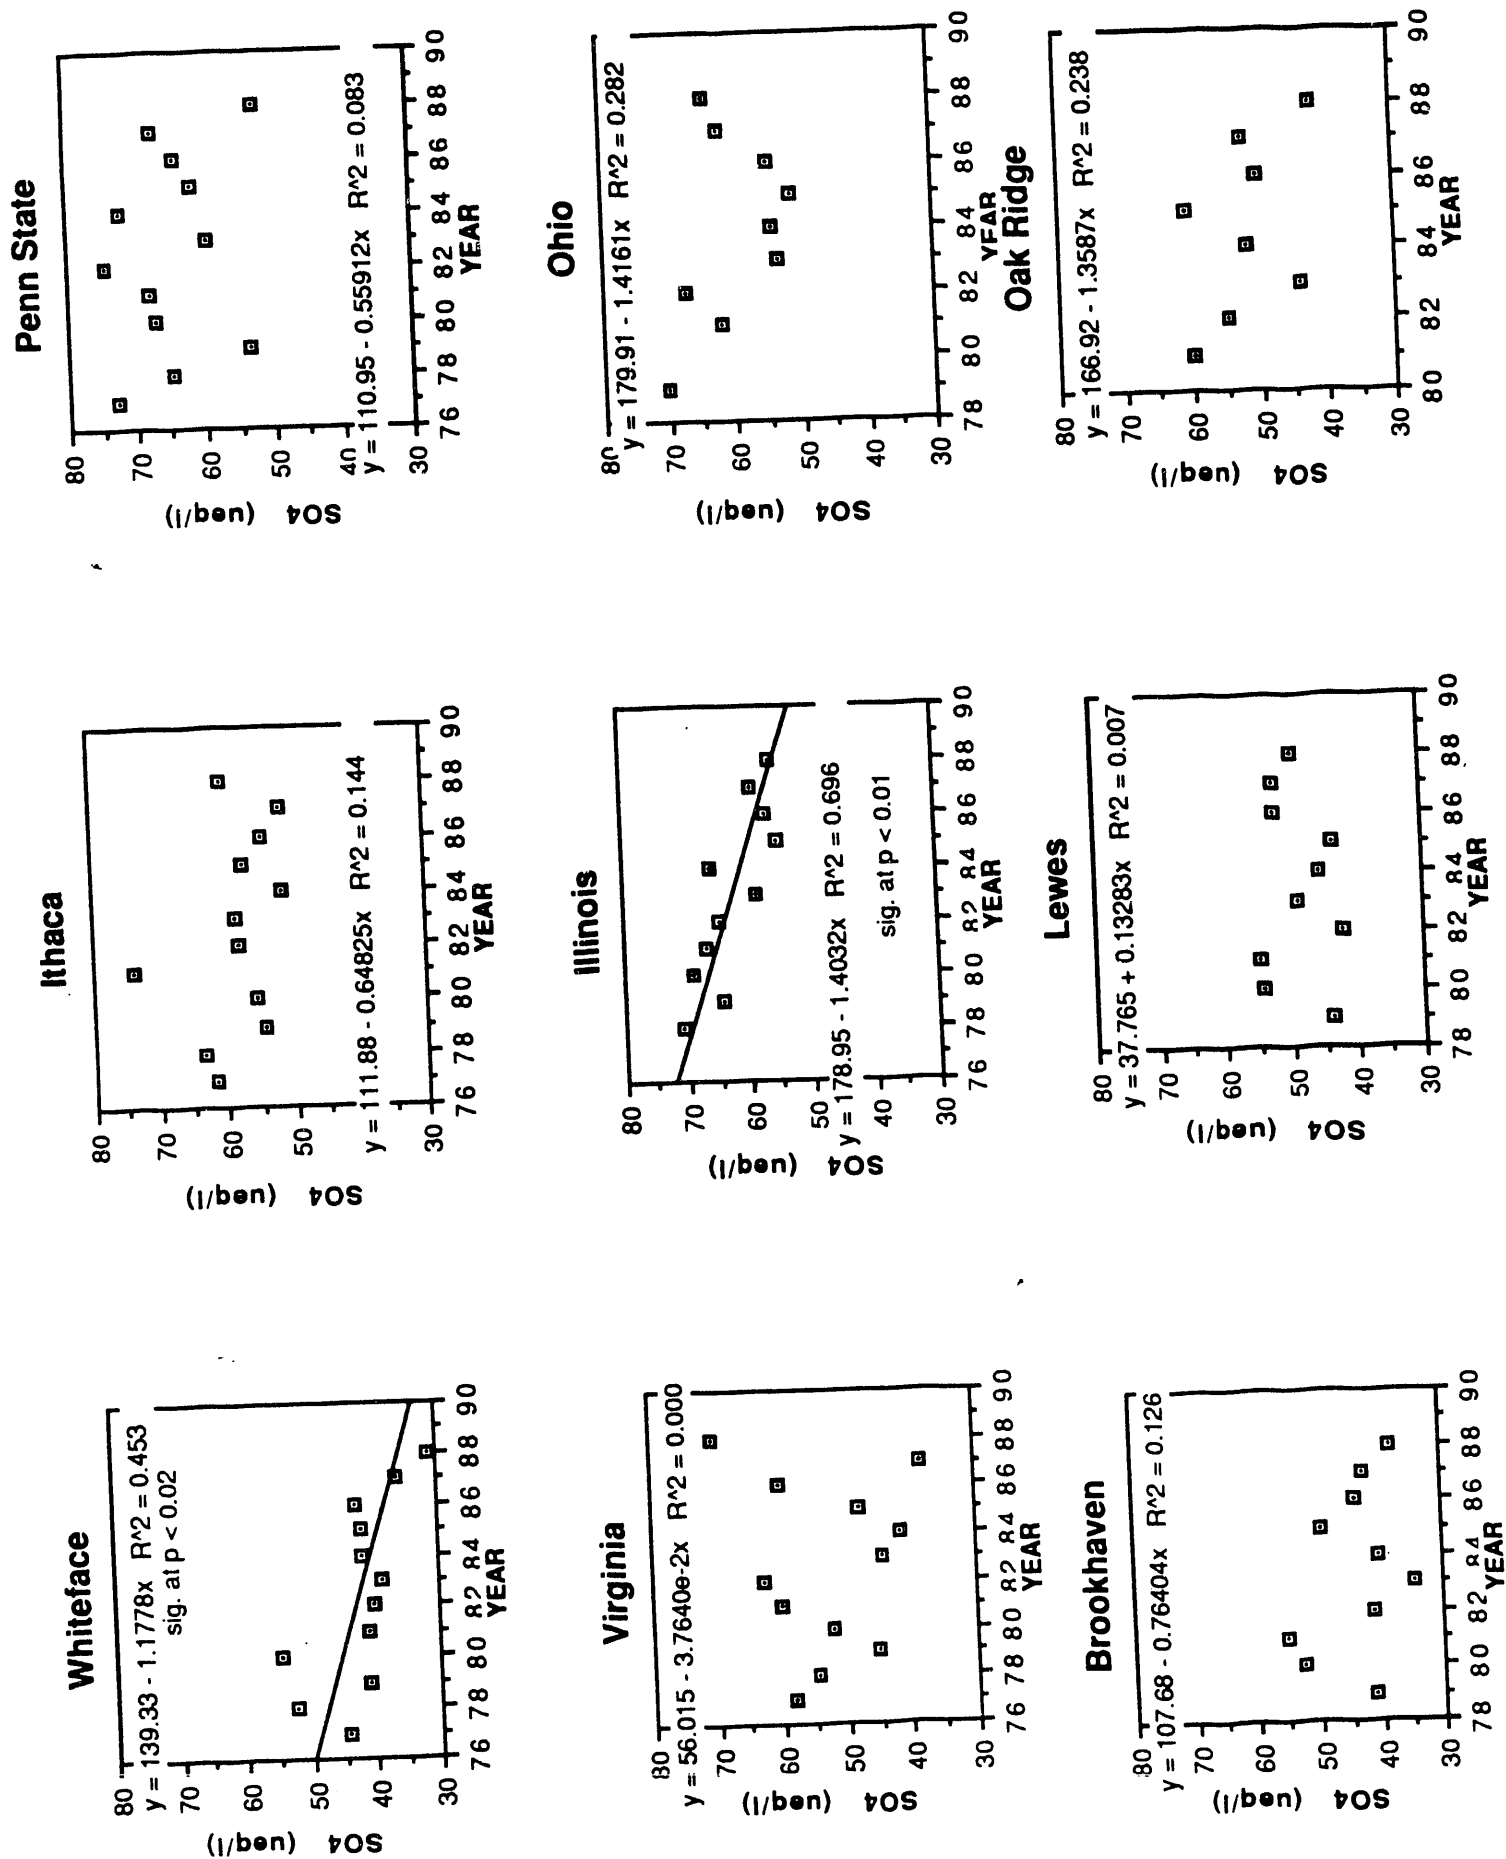 Whiteface
y = 139.33 - 1.1778x R^2 = 0.453
sig. at p < 0.02
80
70
60
50
40
30
SO4 (ueq/l)
76 78 80 82 84 86 88 90
YEAR
Ithaca
80
70
60
50
y = 111.88 - 0.64825x R^2 = 0.144
30
SO4 (ueq/l)
76 78 80 82 84 86 88 90
YEAR
Penn State
80
70
60
50
40
y = 110.95 - 0.55912x R^2 = 0.083
30
SO4 (ueq/l)
76 78 80 82 84 86 88 90
YEAR
Virginia
80
y = 56.015 - 3.7640e-2x R^2 = 0.000
70
60
50
40
30
SO4 (ueq/l)
76 78 80 82 84 86 88 90
YEAR
Illinois
80
70
60
50
y = 178.95 - 1.4032x R^2 = 0.696
40
sig. at p < 0.01
30
SO4 (ueq/l)
76 78 80 82 84 86 88 90
YEAR
Ohio
80
y = 179.91 - 1.4161x R^2 = 0.282
70
60
50
40
30
SO4 (ueq/l)
78 80 82 84 86 88 90
YEAR
Brookhaven
80
y = 107.68 - 0.76404x R^2 = 0.126
70
60
50
40
30
SO4 (ueq/l)
78 80 82 84 86 88 90
YEAR
Lewes
80
y = 37.765 + 0.13283x R^2 = 0.007
70
60
50
40
30
SO4 (ueq/l)
78 80 82 84 86 88 90
YEAR
Oak Ridge
80
y = 166.92 - 1.3587x R^2 = 0.238
70
60
50
40
30
SO4 (ueq/l)
80 82 84 86 88 90
YEAR